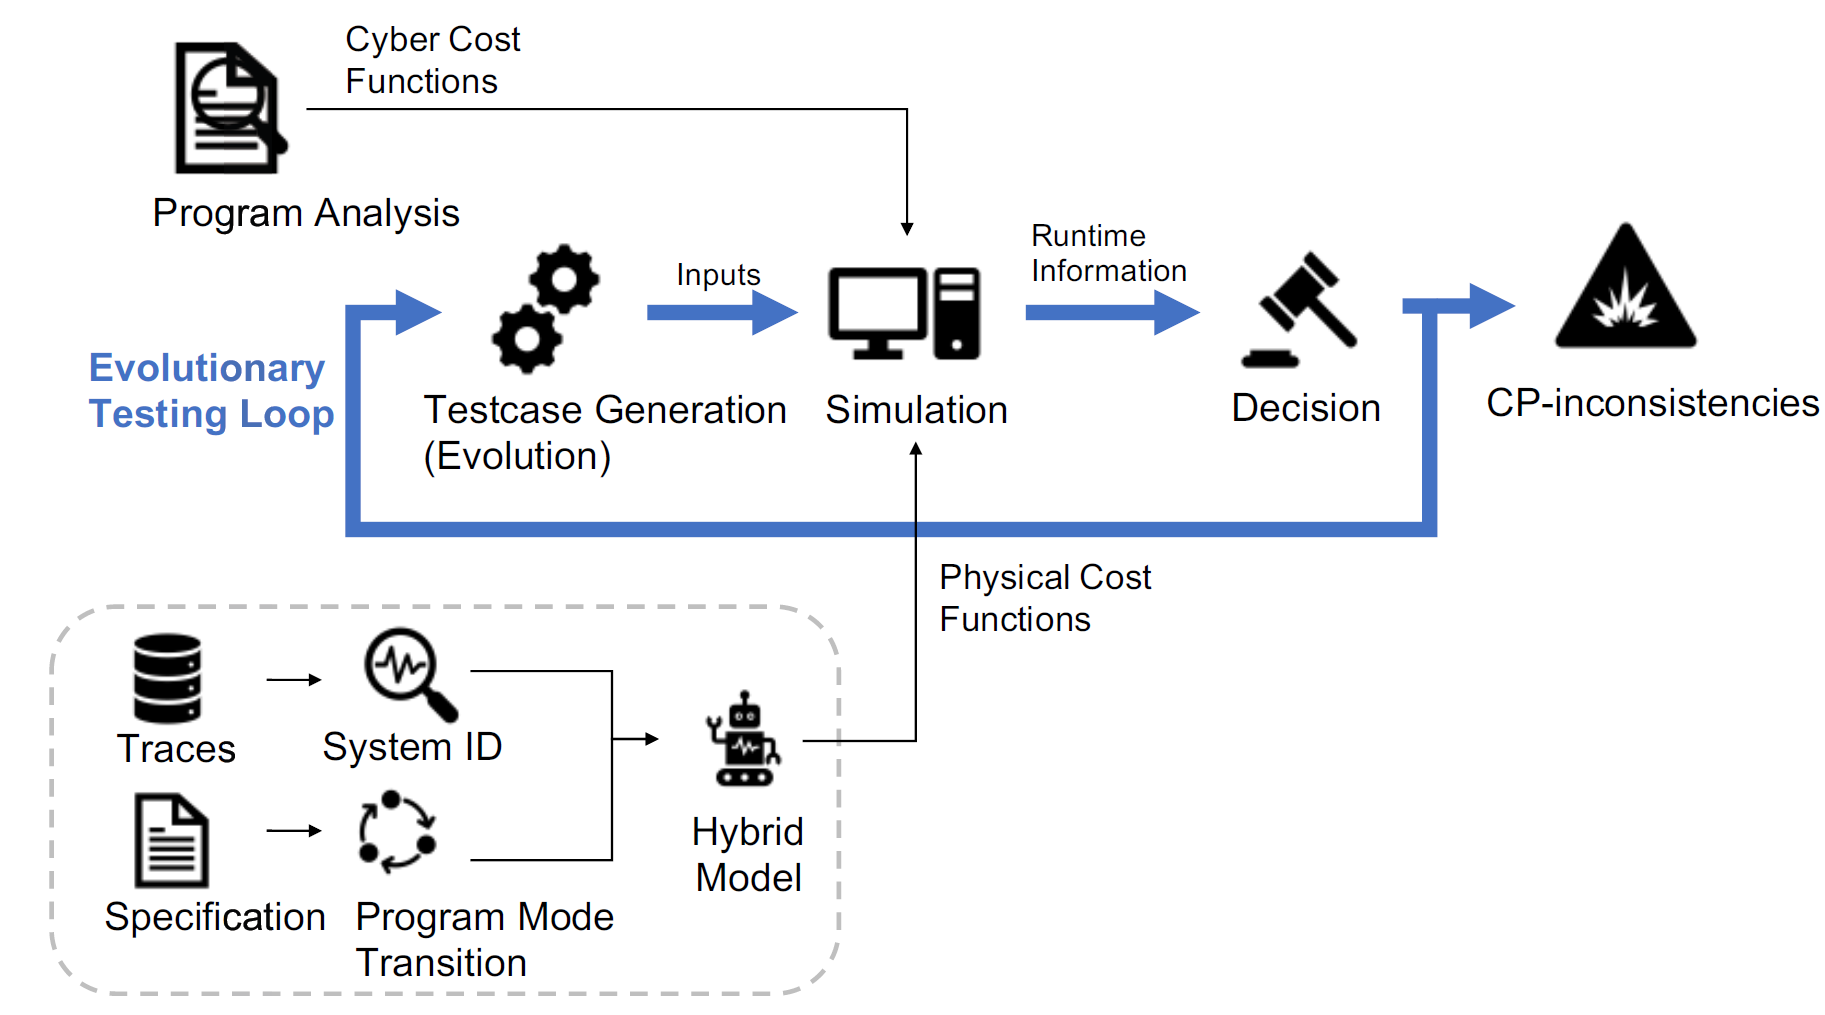 Cyber Cost
Functions
Program Analysis
Runtime
Information
Inputs
Evolutionary
Testing Loop
Testcase Generation
(Evolution)
Simulation
Decision
CP-inconsistencies
Physical Cost
Functions
Traces
System ID
Hybrid
Model
Specification
Program Mode
Transition